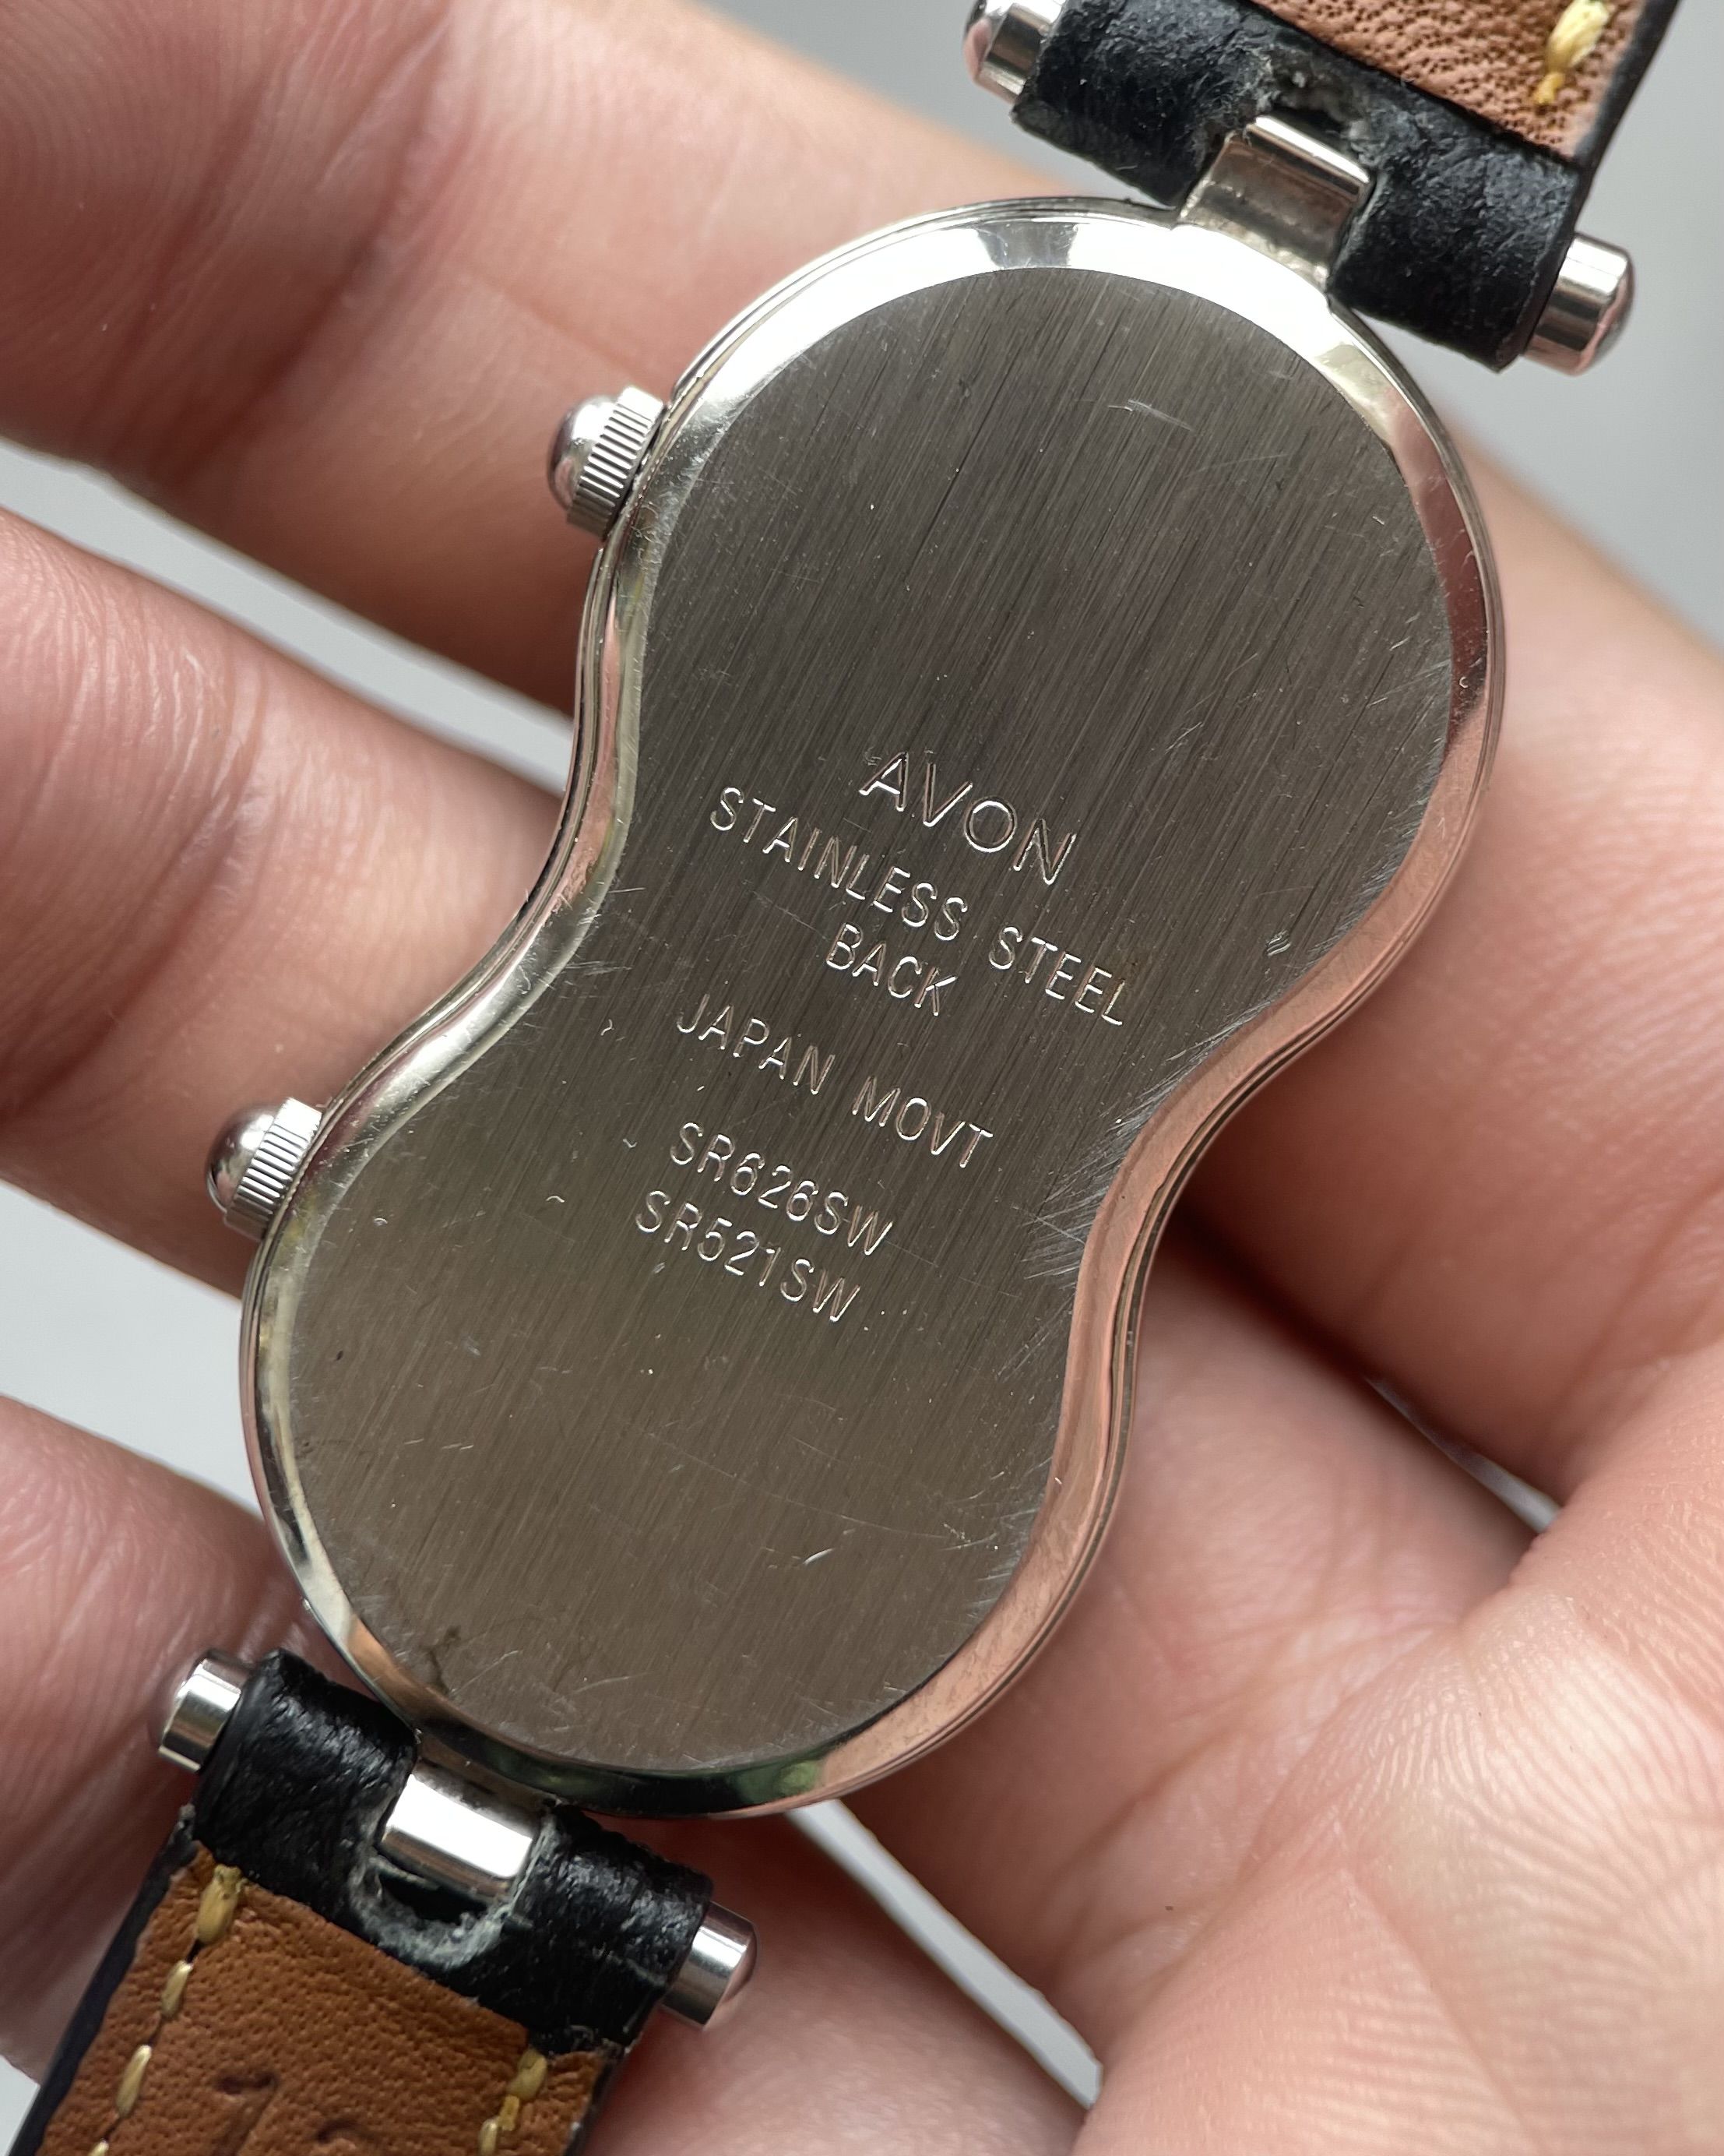 AVON
STAINLESS STEEL
BACK
JAPAN MOVT
SR626SW
SR521SW